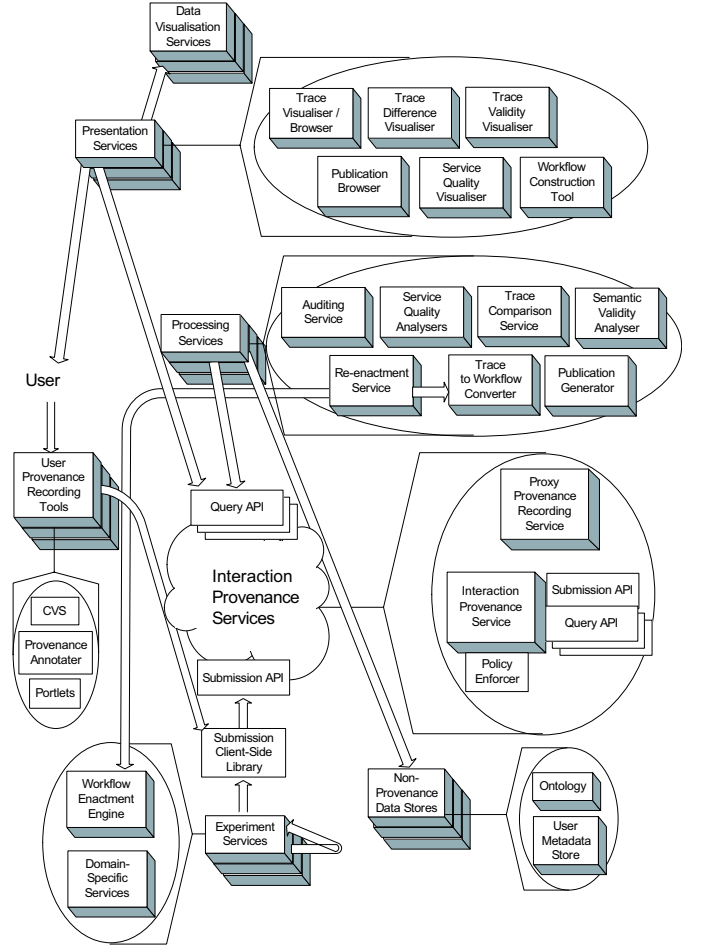 Data
Visualisation
Services
Trace
Visualiser /
Browser
Trace
Difference
Visualiser
Trace
Validity
Visualiser
Presentation
Services
Publication
Browser
Service
Quality
Visualiser
Workflow
Construction
Tool
Auditing
Service
Service
Quality
Analysers
Trace
Comparison
Service
Semantic
Validity
Analyser
Processing
Services
Re-enactment
Service
Trace
to Workflow
Converter
Publication
Generator
User
User
Provenance
Recording
Tools
Query API
Proxy
Provenance
Recording
Service
Interaction
Provenance
Services
Interaction
Provenance
Service
Submission API
Query API
Policy
Enforcer
CVS
Provenance
Annotater
Portlets
Submission API
Submission
Client-Side
Library
Workflow
Enactment
Engine
Domain-
Specific
Services
Experiment
Services
Non-
Provenance
Data Stores
Ontology
User
Metadata
Store